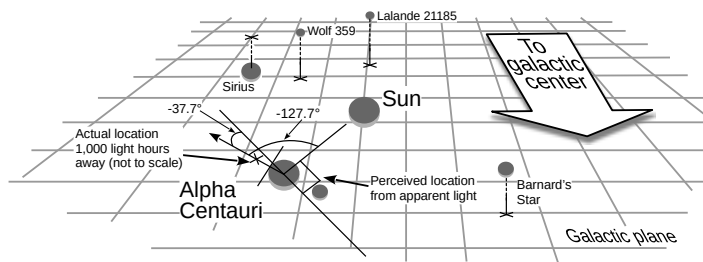 Lalande 21185
Wolf 359
Sirius
To
galactic
center
Sun
-37.7°
-127.7°
Actual location
1,000 light hours
away (not to scale)
Alpha
Centauri
Perceived location
from apparent light
Barnard's
Star
Galactic plane